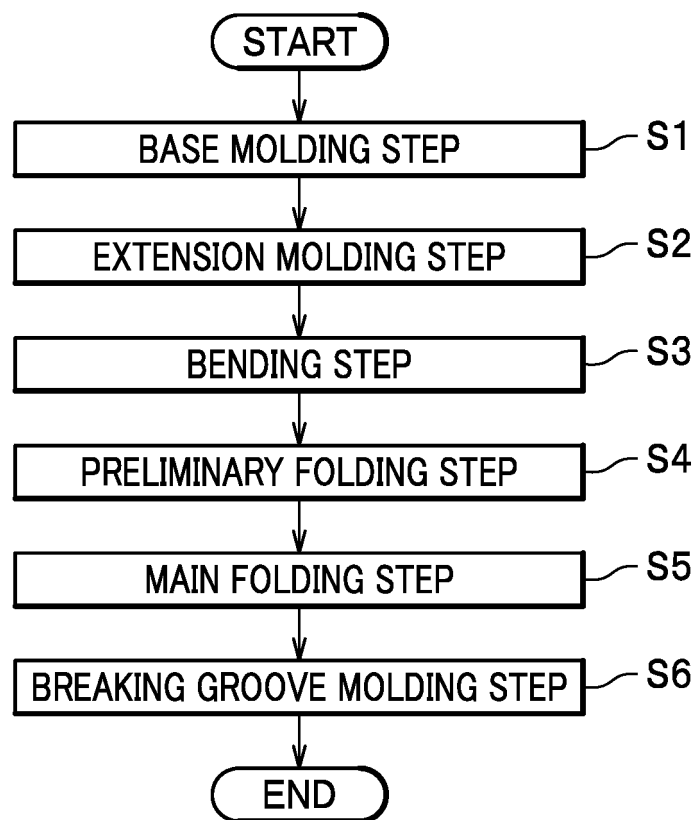 START
BASE MOLDING STEP S1
EXTENSION MOLDING STEP S2
BENDING STEP S3
PRELIMINARY FOLDING STEP S4
MAIN FOLDING STEP S5
BREAKING GROOVE MOLDING STEP S6
END